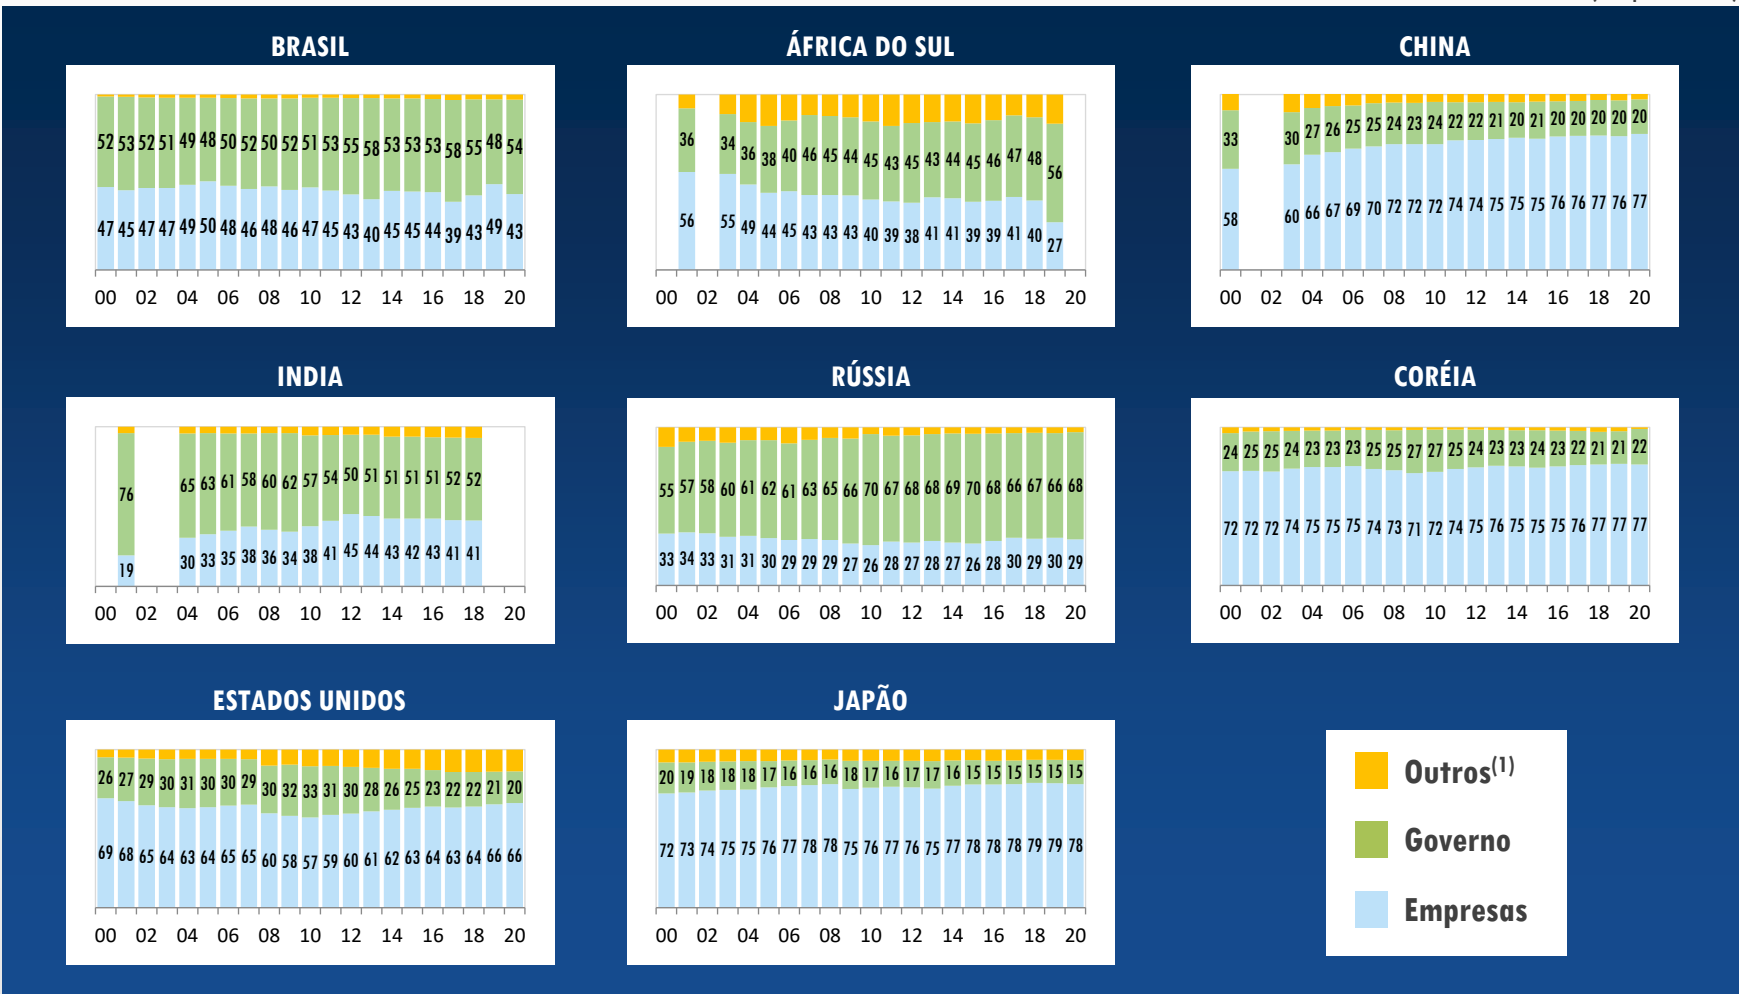 BRASIL
52 53 52 51 49 48 50 52 50 52 51 53 55 58 53 53 53 58 55 48 54
47 45 47 47 49 50 48 46 48 46 47 45 43 40 45 45 44 39 43 49 43
00 02 04 06 08 10 12 14 16 18 20
ÁFRICA DO SUL
36 34 36 38 40 46 45 44 45 43 45 43 44 45 46 47 48 56
56 55 49 44 45 43 43 43 40 39 38 41 41 39 39 41 40 27
00 02 04 06 08 10 12 14 16 18 20
CHINA
33 30 27 26 25 25 24 23 24 22 22 21 20 21 20 20 20 20 20
58 60 66 67 69 70 72 72 72 74 74 75 75 75 76 76 77 76 77
00 02 04 06 08 10 12 14 16 18 20
INDIA
76 65 63 61 58 60 62 57 54 50 51 51 51 51 52 52
19 30 33 35 38 36 34 38 41 45 44 43 42 43 41 41
00 02 04 06 08 10 12 14 16 18 20
RÚSSIA
55 57 58 60 61 62 61 63 65 66 70 67 68 68 69 70 68 66 67 66 68
33 34 33 31 31 30 29 29 29 27 26 28 27 28 27 26 28 30 29 30 29
00 02 04 06 08 10 12 14 16 18 20
CORÉIA
24 25 25 24 23 23 23 25 25 27 27 25 24 23 23 24 23 22 21 21 22
72 72 72 74 75 75 75 74 73 71 72 74 75 76 75 75 75 76 77 77 77
00 02 04 06 08 10 12 14 16 18 20
ESTADOS UNIDOS
26 27 29 30 31 30 30 29 30 32 33 31 30 28 26 25 23 22 22 21 20
69 68 65 64 63 64 65 65 60 58 57 59 60 61 62 63 64 63 64 66 66
00 02 04 06 08 10 12 14 16 18 20
JAPÃO
20 19 18 18 18 17 16 16 16 18 17 16 17 17 16 15 15 15 15 15 15
72 73 74 75 75 76 77 78 78 75 76 77 76 75 77 78 78 78 79 79 78
00 02 04 06 08 10 12 14 16 18 20
Outros(1)
Governo
Empresas